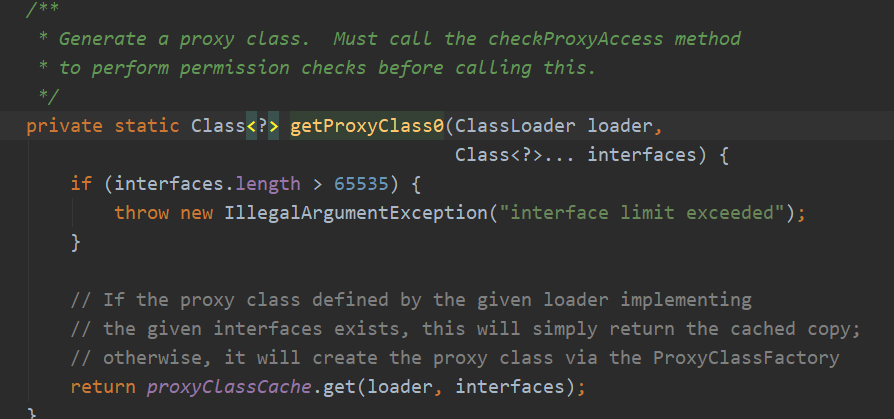 /**
 * Generate a proxy class.  Must call the checkProxyAccess method
 * to perform permission checks before calling this.
 */
private static Class<?> getProxyClass0(ClassLoader loader,
                                       Class<?>... interfaces) {
    if (interfaces.length > 65535) {
        throw new IllegalArgumentException("interface limit exceeded");
    }

    // If the proxy class defined by the given loader implementing
    // the given interfaces exists, this will simply return the cached copy;
    // otherwise, it will create the proxy class via the ProxyClassFactory
    return proxyClassCache.get(loader, interfaces);
}